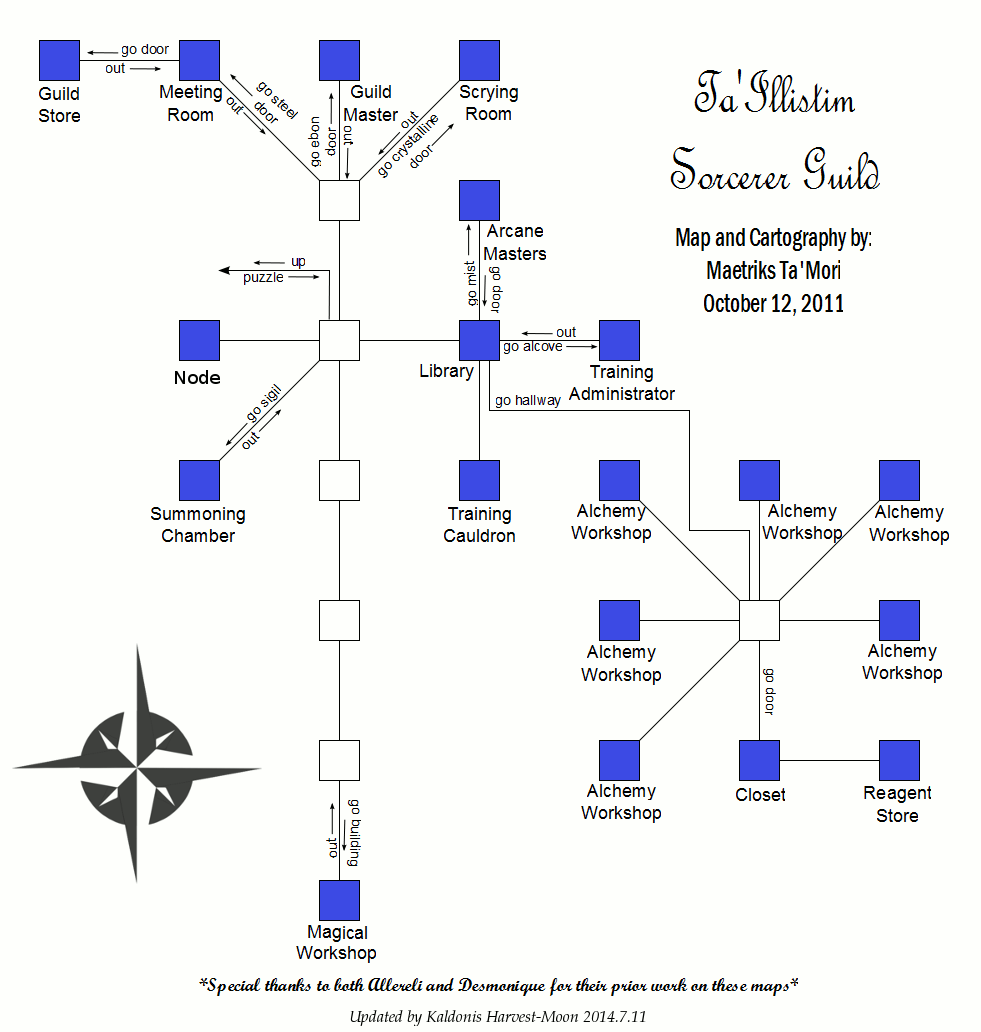 Ta'Illistim
Sorcerer Guild
Map and Cartography by:
Maetriks Ta'Mori
October 12, 2011
go door
out
Guild
Store
Meeting
Room
go steel
door
out
Guild
Master
go ebon
door
out
Scrying
Room
out
go crystalline
door
Arcane
Masters
go mist
go door
up
puzzle
Node
Library
out
go alcove
Training
Administrator
go hallway
go sigil
out
Summoning
Chamber
Training
Cauldron
Alchemy
Workshop
Alchemy
Workshop
Alchemy
Workshop
Alchemy
Workshop
Alchemy
Workshop
go door
Alchemy
Workshop
Closet
Reagent
Store
out
go building
Magical
Workshop
*Special thanks to both Allereli and Desmonique for their prior work on these maps*
Updated by Kaldonis Harvest-Moon 2014.7.11